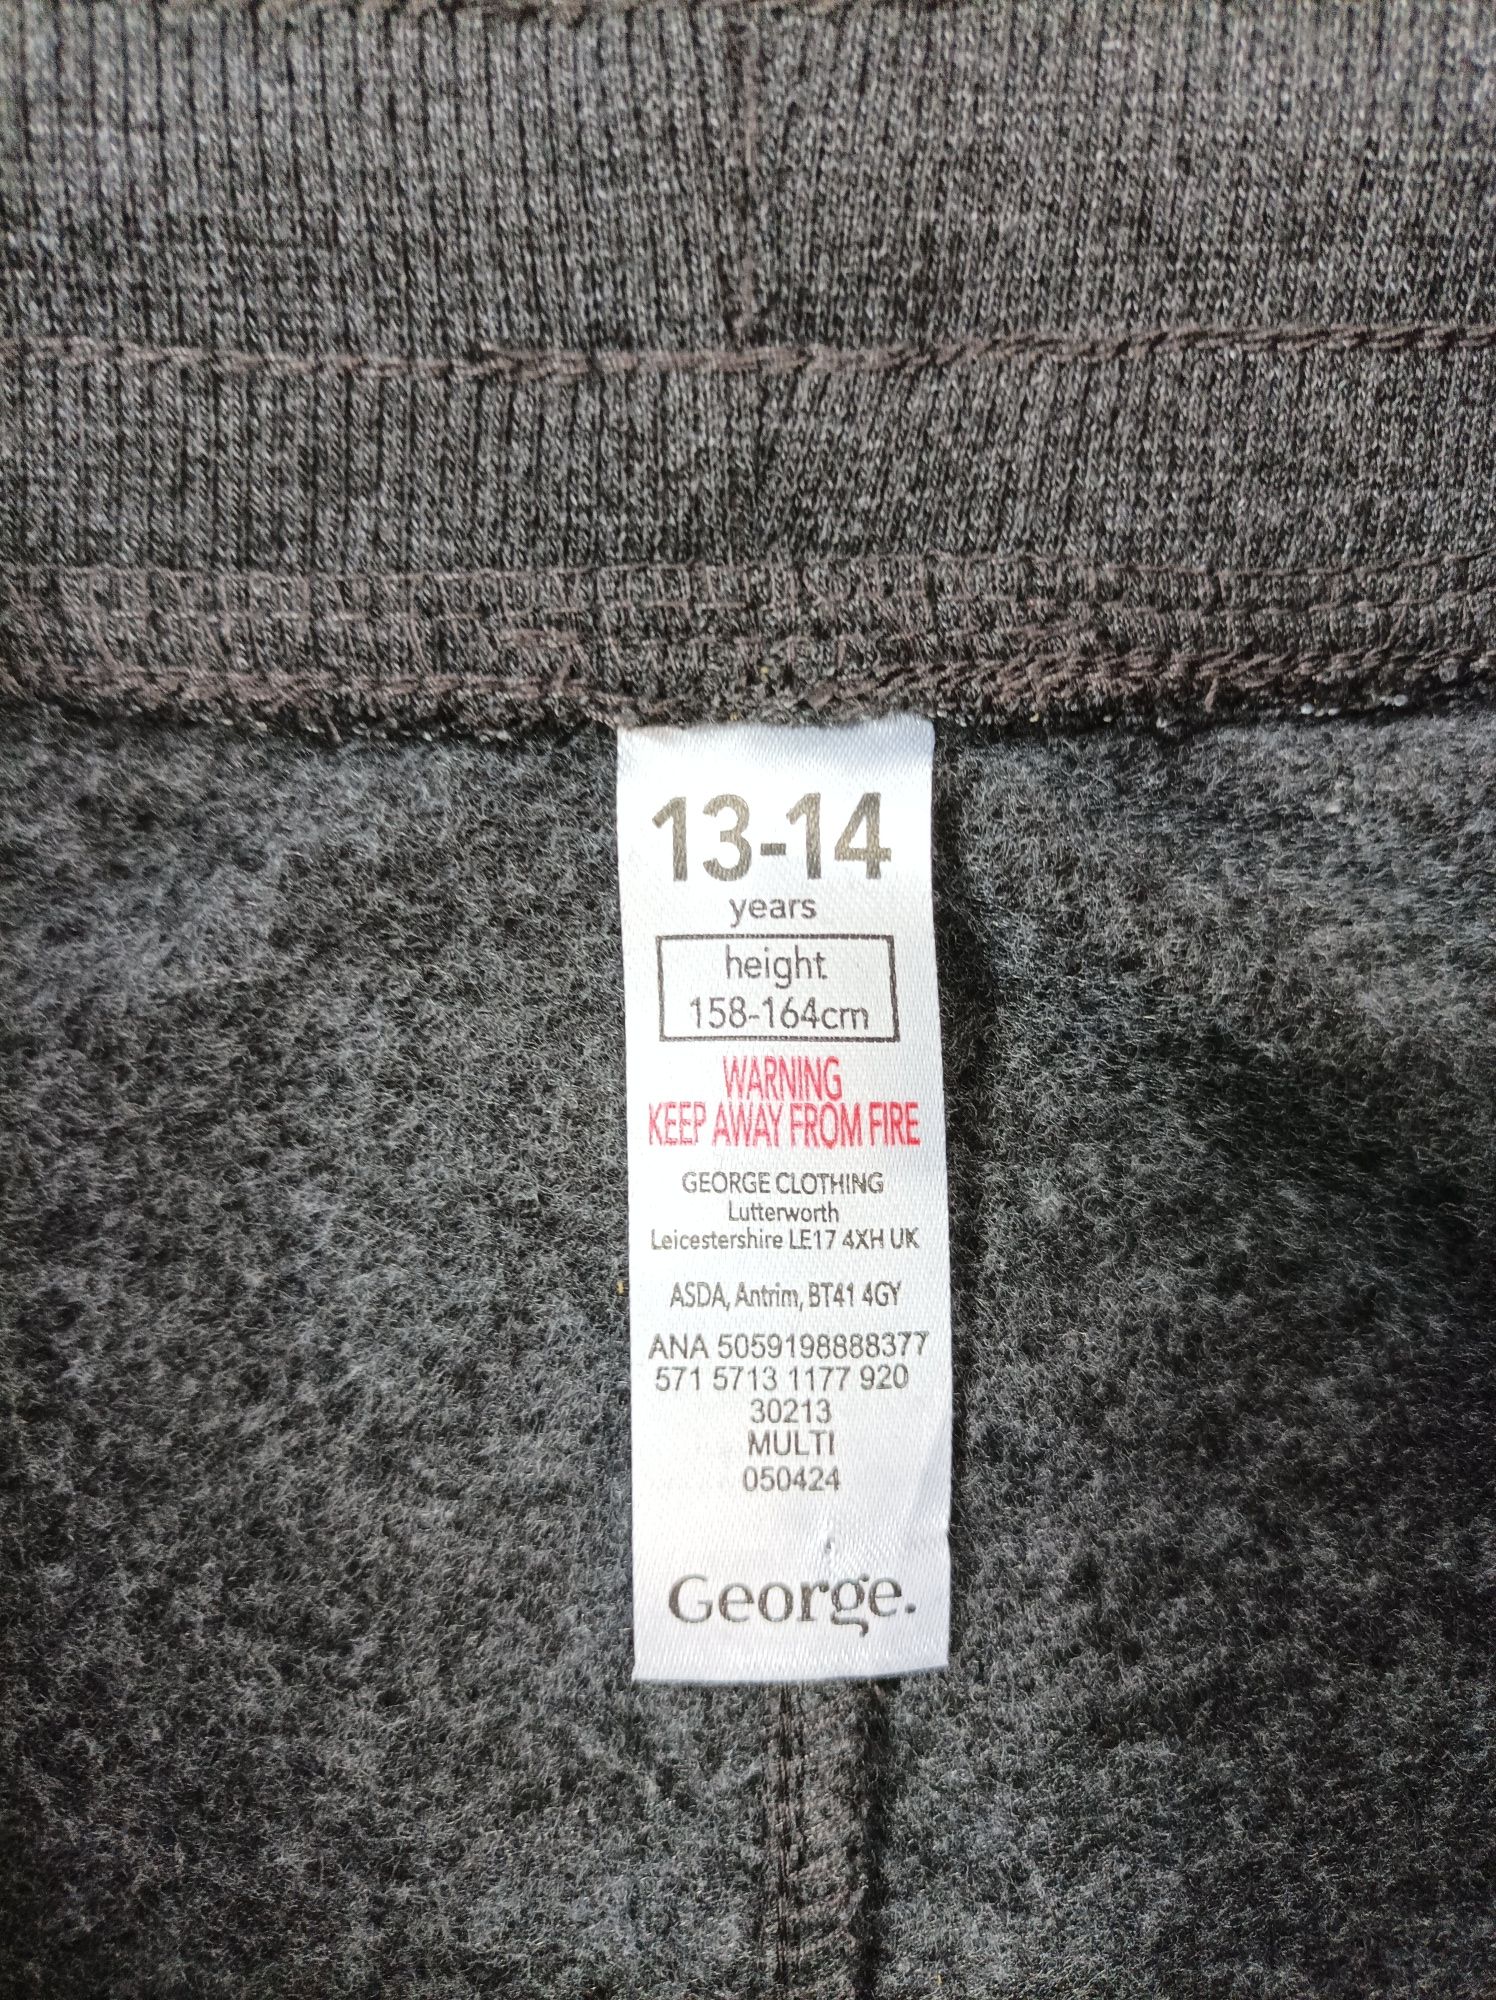 13-14
years
height
158-164cm
WARNING
KEEP AWAY FROM FIRE
GEORGE CLOTHING
Lutterworth
Leicestershire LE17 4XH UK
ASDA, Antrim, BT41 4GY
ANA 5059198888377
571 5713 1177 920
30213
MULTI
050424
George.